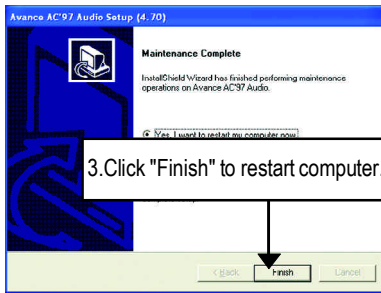 Avance AC'97 Audio Setup (4.70)
Maintenance Complete
InstallShield Wizard has finished performing maintenance
operations on Avance AC'97 Audio.
Yes, I want to restart my computer now.
3.Click "Finish" to restart computer.
< Back
Finish
Cancel